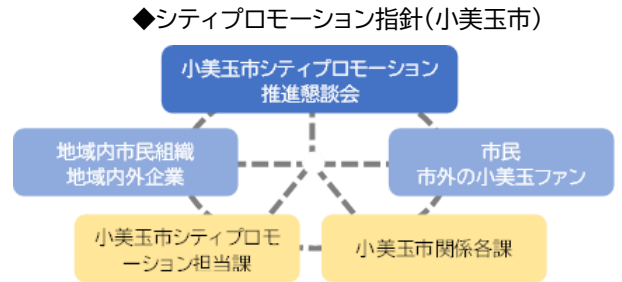 ◆シティプロモーション指針(小美玉市)
小美玉市シティプロモーション
推進懇談会
地域内市民組織
地域内外企業
市民
市外の小美玉ファン
小美玉市シティプロモ
ーション担当課
小美玉市関係各課